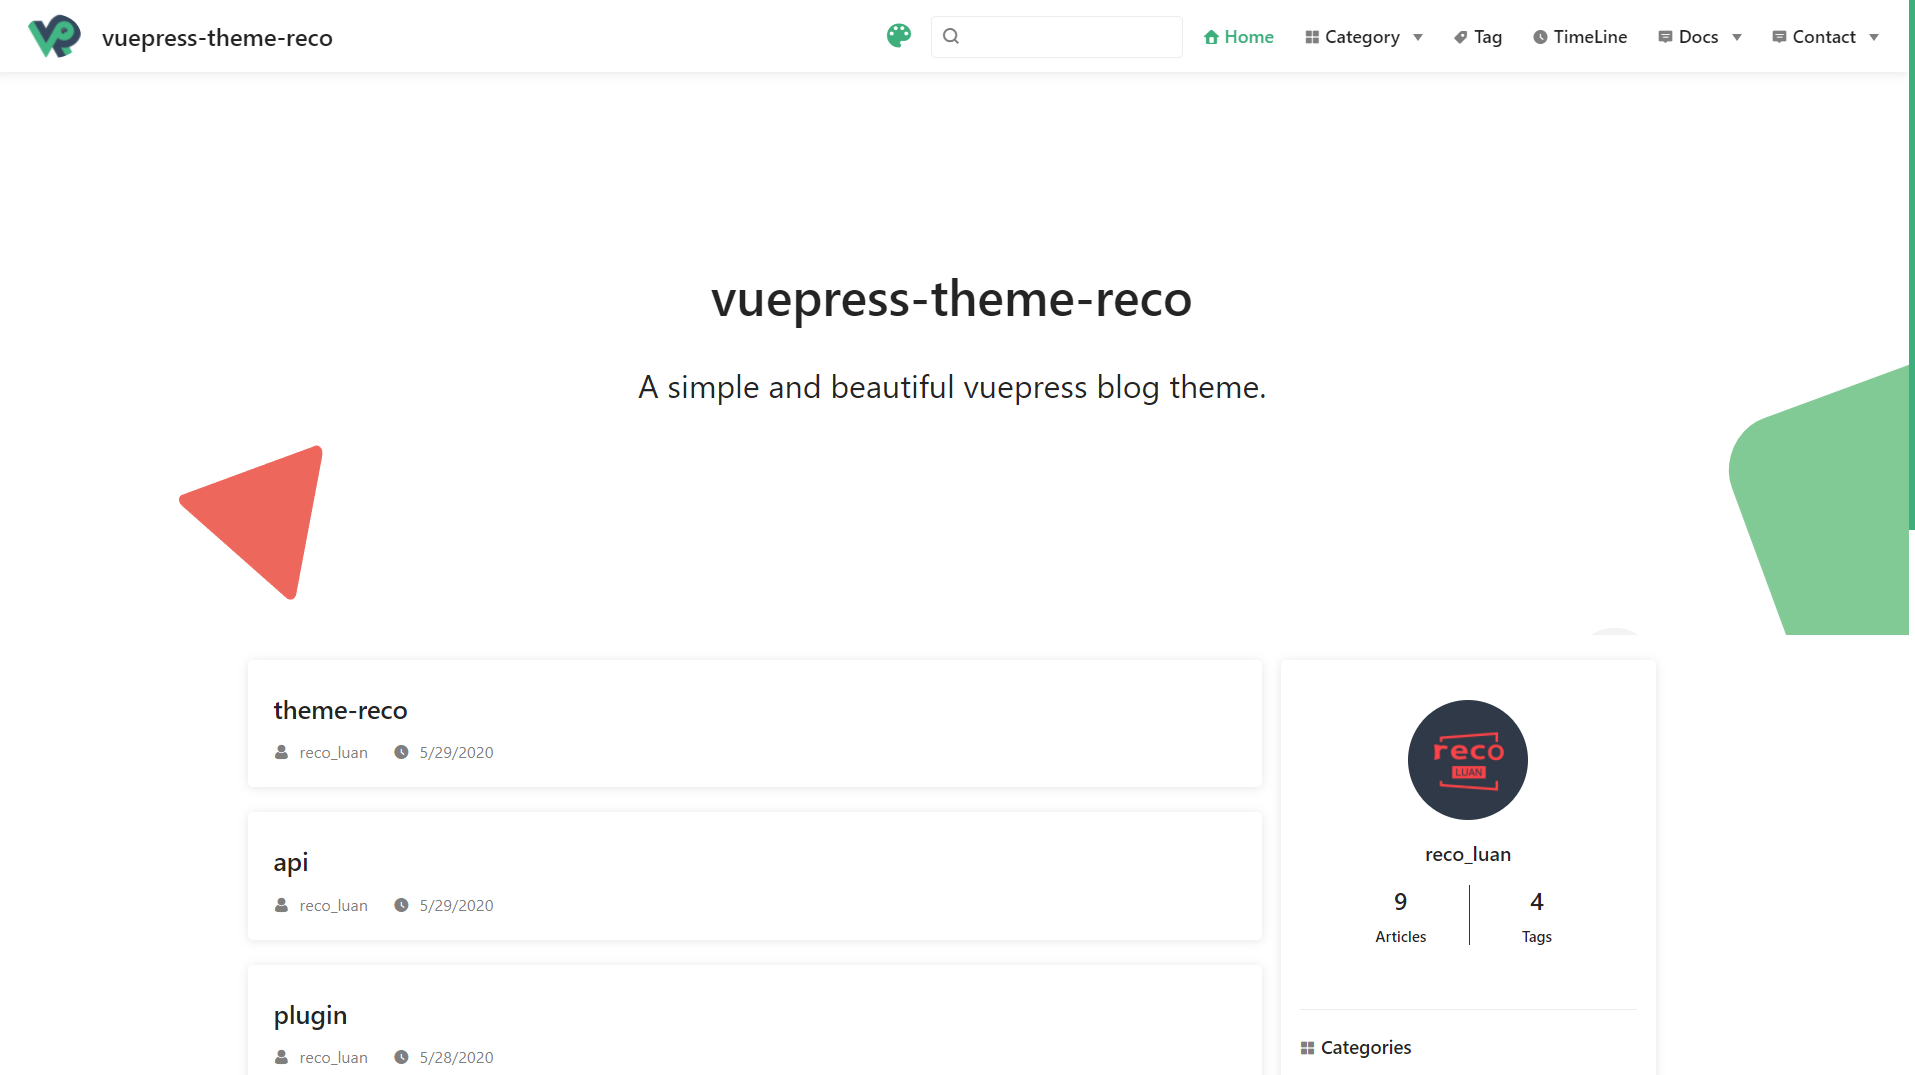 vuepress-theme-reco
Home Category Tag TimeLine Docs Contact
vuepress-theme-reco
A simple and beautiful vuepress blog theme.
theme-reco
reco_luan 5/29/2020
api
reco_luan 5/29/2020
plugin
reco_luan 5/28/2020
reco
LUAN
reco_luan
9 4
Articles Tags
Categories